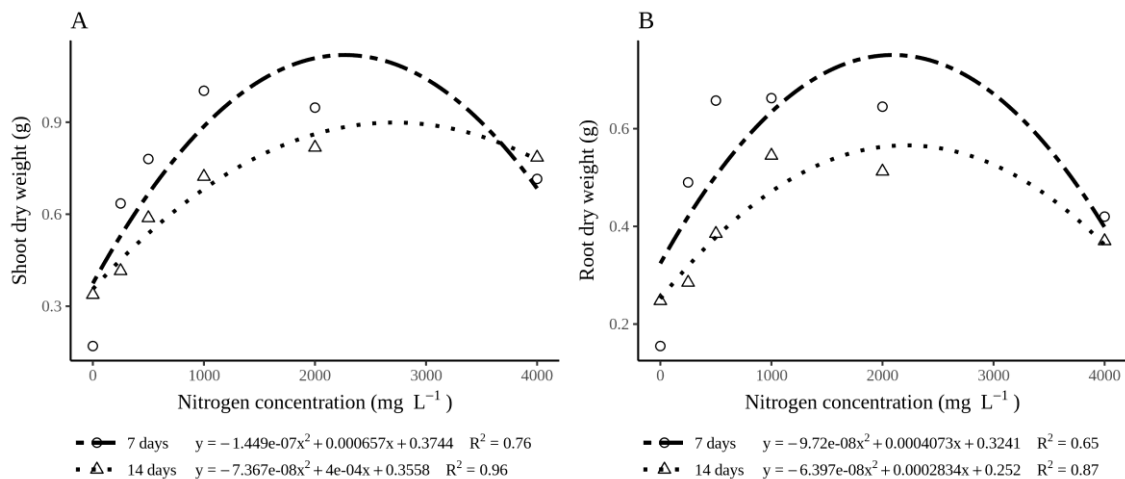 A
Shoot dry weight (g)
0.9
0.6
0.3
0 1000 2000 3000 4000
Nitrogen concentration (mg L⁻¹ )
7 days y = − 1.449e-07x² + 0.000657x + 0.3744 R² = 0.76
14 days y = − 7.367e-08x² + 4e-04x + 0.3558 R² = 0.96
B
Root dry weight (g)
0.6
0.4
0.2
0 1000 2000 3000 4000
Nitrogen concentration (mg L⁻¹ )
7 days y = − 9.72e-08x² + 0.0004073x + 0.3241 R² = 0.65
14 days y = − 6.397e-08x² + 0.0002834x + 0.252 R² = 0.87